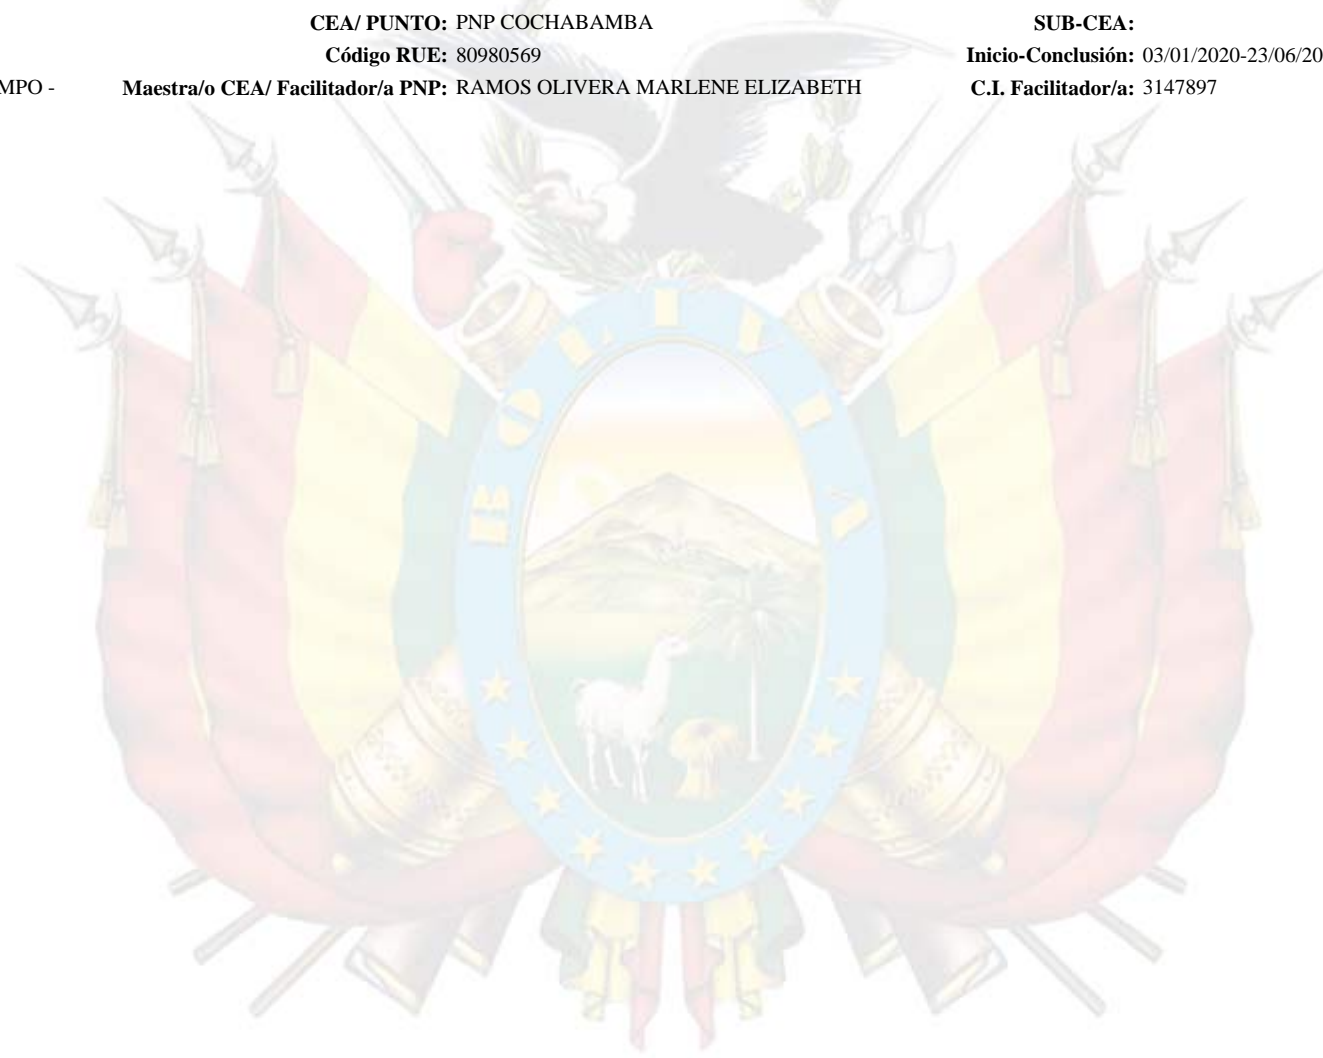 CEA/ PUNTO: PNP COCHABAMBA SUB-CEA:
Código RUE: 80980569 Inicio-Conclusión: 03/01/2020-23/06/20
MPO - Maestra/o CEA/ Facilitador/a PNP: RAMOS OLIVERA MARLENE ELIZABETH C.I. Facilitador/a: 3147897
BOLIVIA